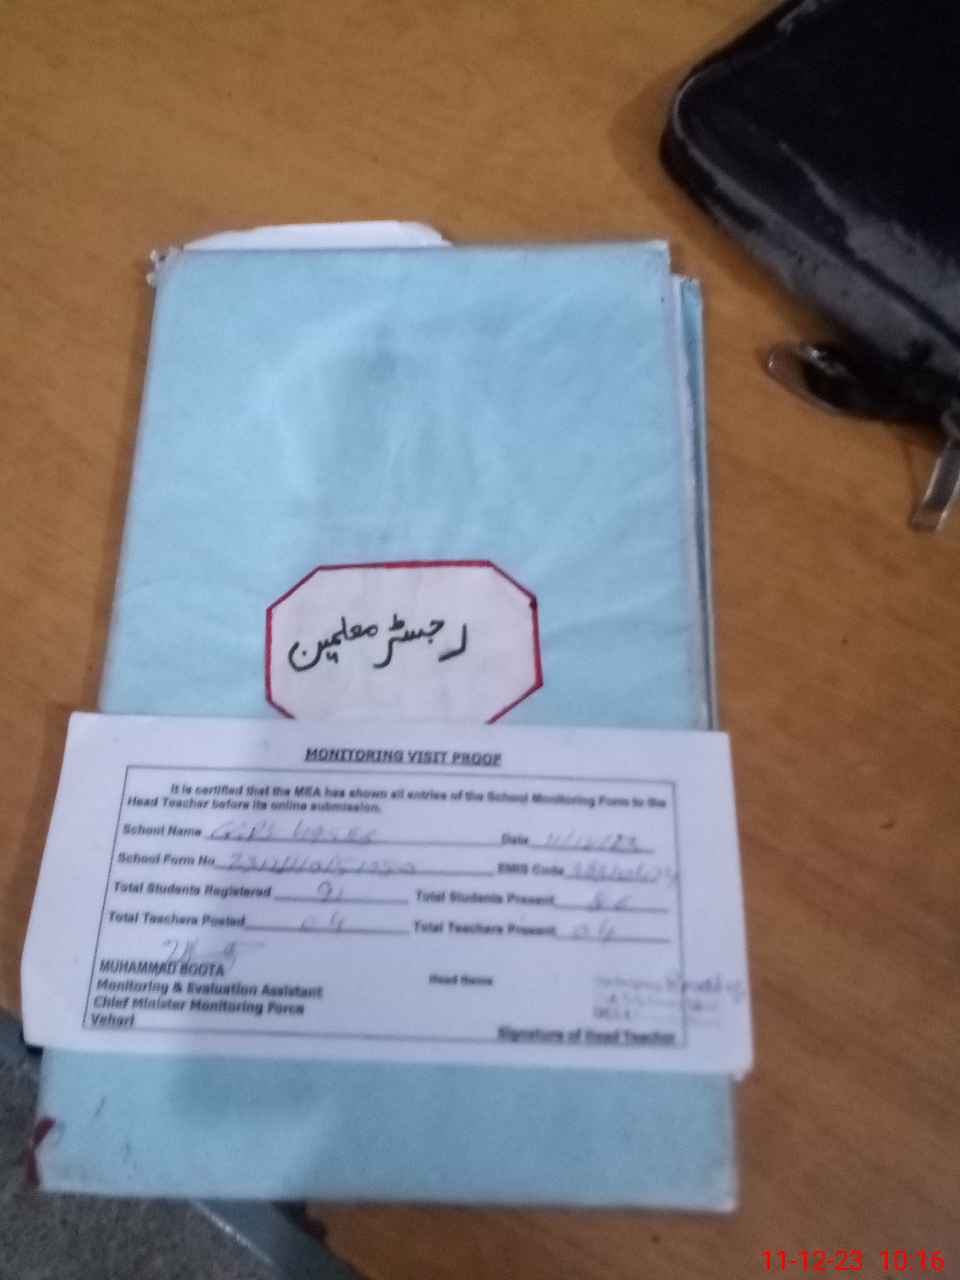 رجسٹر معلمین
MONITORING VISIT PROOF
It is certified that the MEA has shown all entries of the School Monitoring Form to the
Head Teacher before its online submission.
School Name
Date 11/12/23
School Form No
EMIS Code
Total Students Registered 91
Total Students Present
Total Teachers Posted 04
Total Teachers Present 04
MUHAMMAD BOOTA
Monitoring & Evaluation Assistant
Chief Minister Monitoring Force
Vehari
Head Name
Signature of Head Teacher
11-12-23 10:16